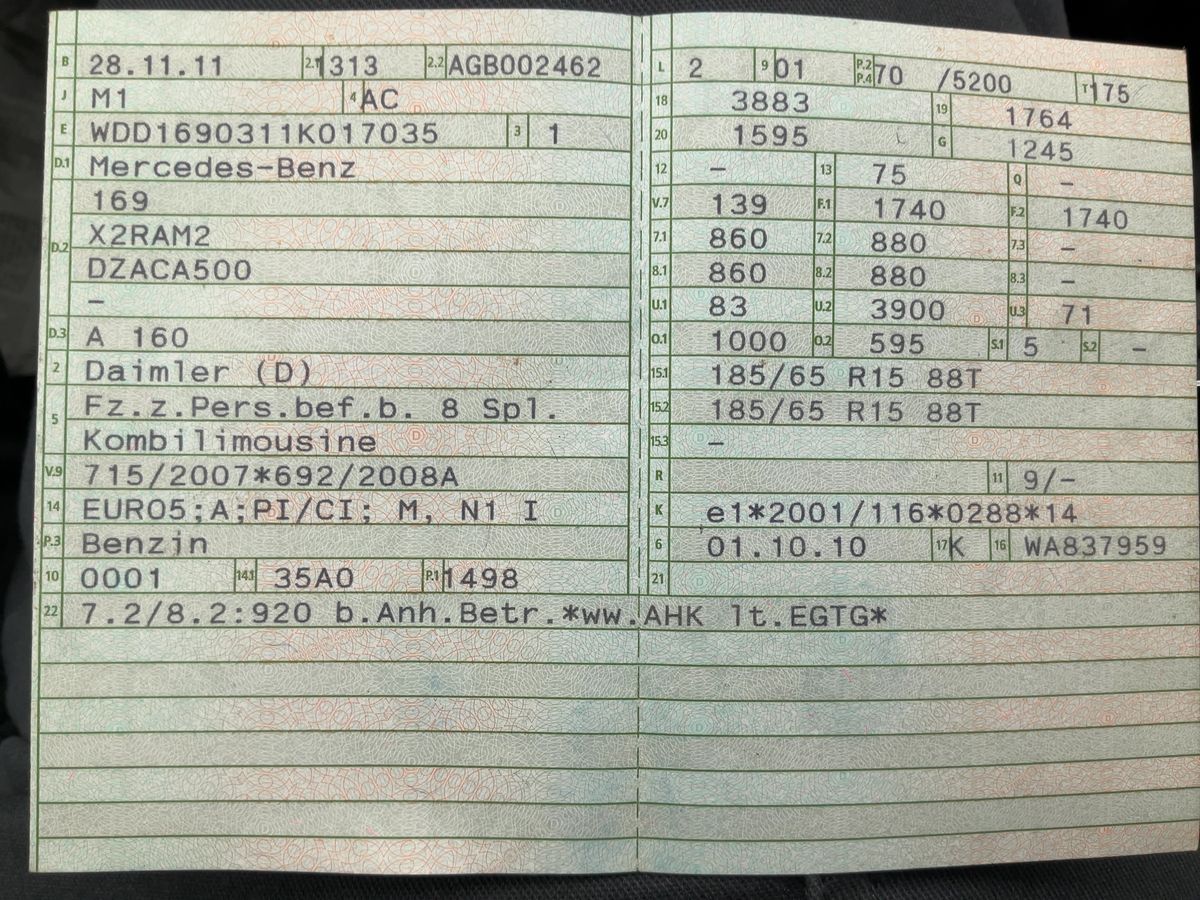 B 28.11.11 2.1 1313 2.2 AGB002462
J M1 4 AC
E WDD1690311K017035 3 1
D.1 Mercedes-Benz
169
D.2 X2RAM2
DZACA500
–
D.3 A 160
2 Daimler (D)
5 Fz.z.Pers.bef.b. 8 Spl.
Kombilimousine
V.9 715/2007*692/2008A
14 EURO5;A;PI/CI; M, N1 I
P.3 Benzin
10 0001 14.1 35A0 P.1 1498
L 2 9 01 P.2 P.4 70 /5200 T 175
18 3883 19 1764
20 1595 G 1245
12 – 13 75 Q –
V.7 139 F.1 1740 F.2 1740
7.1 860 7.2 880 7.3 –
8.1 860 8.2 880 8.3 –
U.1 83 U.2 3900 U.3 71
O.1 1000 O.2 595 S.1 5 S.2 –
15.1 185/65 R15 88T
15.2 185/65 R15 88T
15.3 –
R 11 9/–
K e1*2001/116*0288*14
6 01.10.10 17 K 16 WA837959
21
22 7.2/8.2:920 b.Anh.Betr.*ww.AHK lt.EGTG*